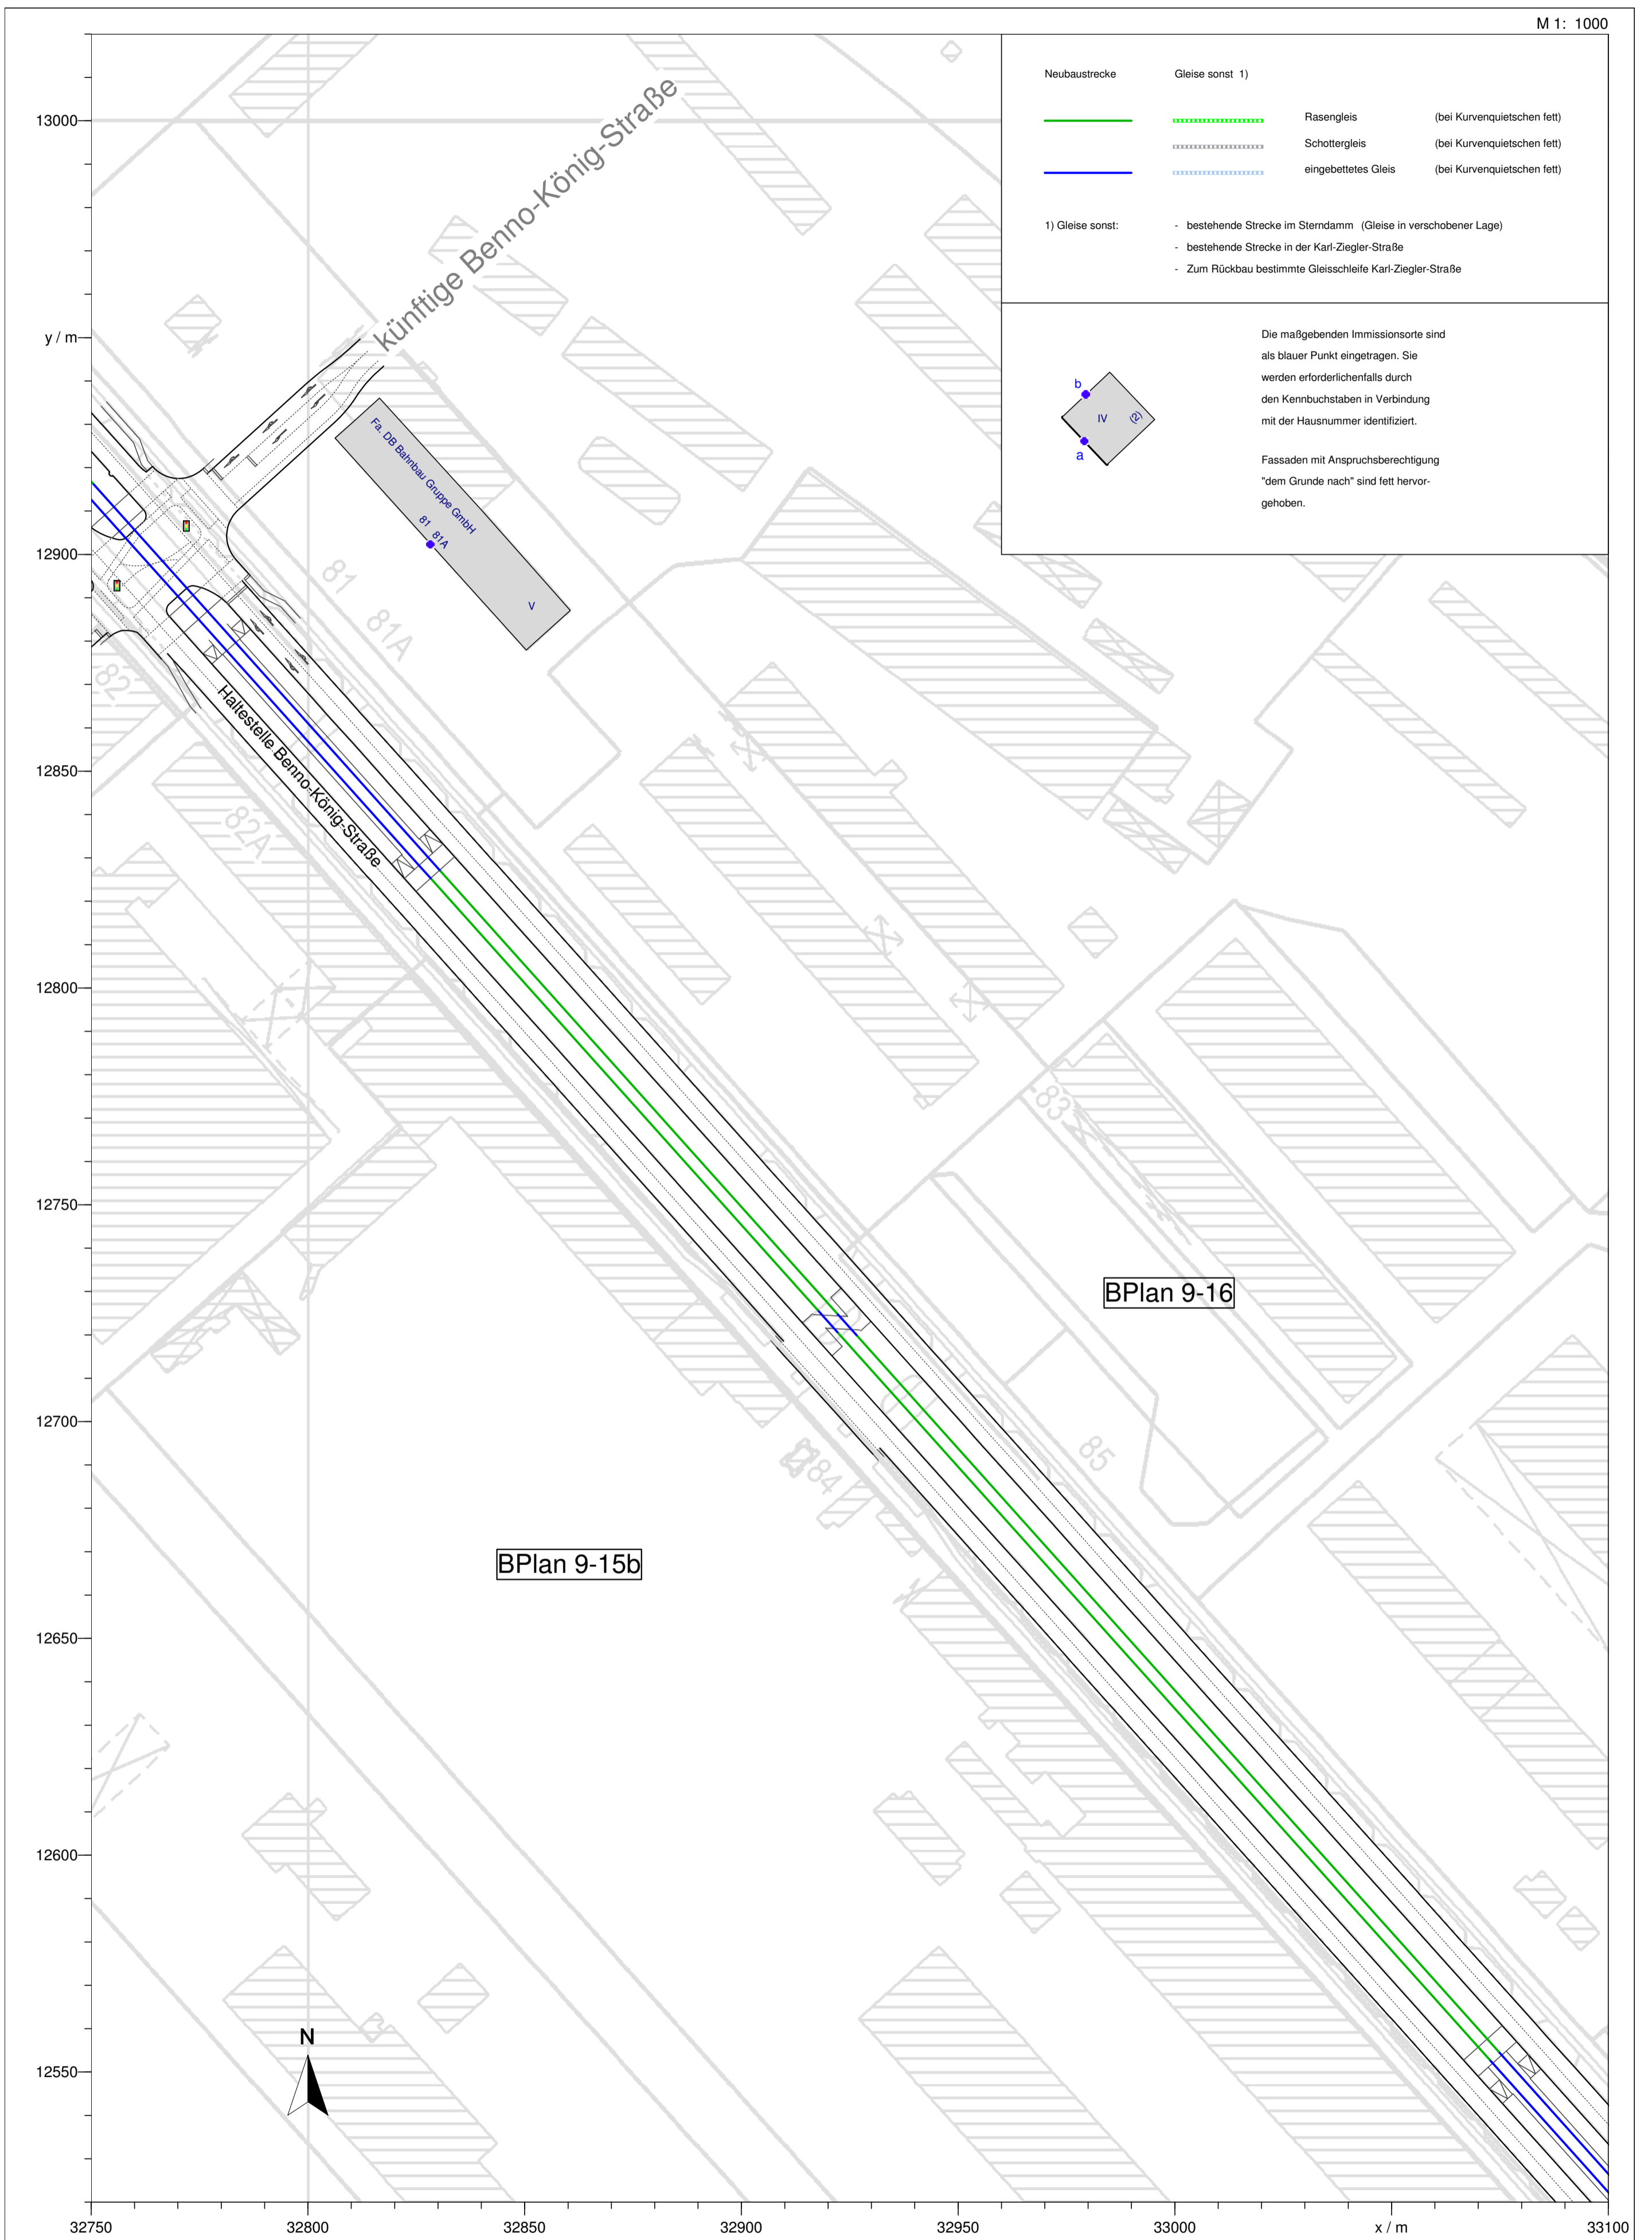 M 1: 1000
Neubaustrecke Gleise sonst 1)
Rasengleis (bei Kurvenquietschen fett)
Schottergleis (bei Kurvenquietschen fett)
eingebettetes Gleis (bei Kurvenquietschen fett)
1) Gleise sonst: - bestehende Strecke im Sterndamm (Gleise in verschobener Lage)
- bestehende Strecke in der Karl-Ziegler-Straße
- Zum Rückbau bestimmte Gleisschleife Karl-Ziegler-Straße
Die maßgebenden Immissionsorte sind
als blauer Punkt eingetragen. Sie
werden erforderlichenfalls durch
den Kennbuchstaben in Verbindung
mit der Hausnummer identifiziert.
Fassaden mit Anspruchsberechtigung
"dem Grunde nach" sind fett hervor-
gehoben.
b
IV
(2)
a
künftige Benno-König-Straße
Fa. DB Bahnbau Gruppe GmbH
81 81A
V
81
81A
82
82A
Haltestelle Benno-König-Straße
83
BPlan 9-16
85
84
BPlan 9-15b
N
13000
y / m
12900
12850
12800
12750
12700
12650
12600
12550
32750
32800
32850
32900
32950
33000
x / m
33100